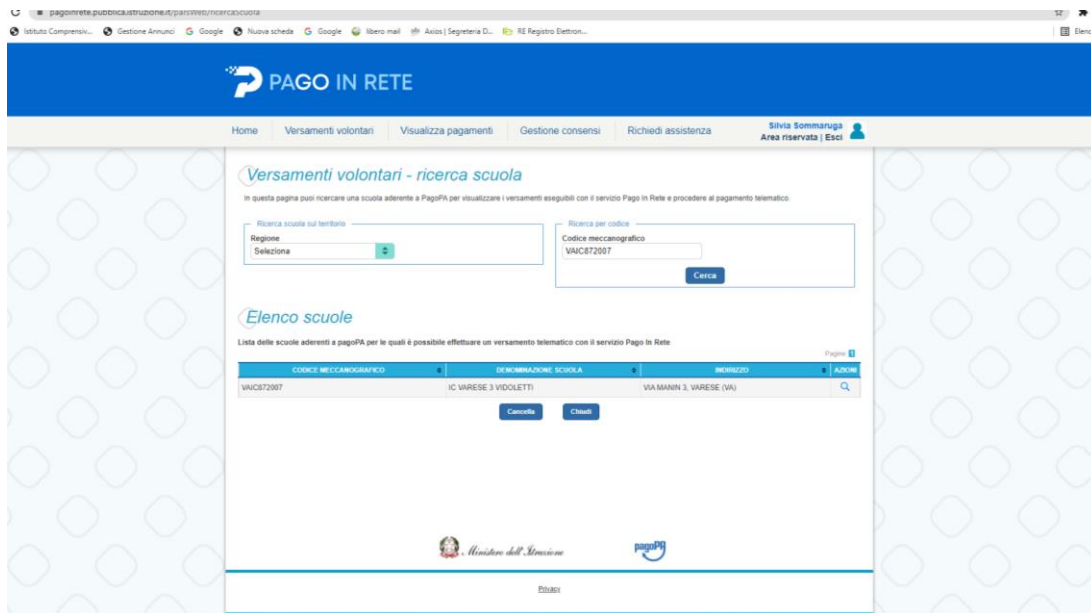 pagoinrete.pubblica.istruzione.it/pars/Web/ricercaScuola
Istituto Comprensiv... Gestione Annunci Google Nuova scheda Google libero mail Axios | Segreteria D... RE Registro Elettron... Elenc
PAGO IN RETE
Home Versamenti volontari Visualizza pagamenti Gestione consensi Richiedi assistenza
Silvia Sommaruga
Area riservata | Esci
Versamenti volontari - ricerca scuola
In questa pagina puoi ricercare una scuola aderente a PagoPA per visualizzare i versamenti eseguibili con il servizio Pago In Rete e procedere al pagamento telematico.
Ricerca scuola sul territorio
Regione
Seleziona
Ricerca per codice
Codice meccanografico
VAIC872007
Cerca
Elenco scuole
Lista delle scuole aderenti a pagoPA per le quali è possibile effettuare un versamento telematico con il servizio Pago In Rete
Pagine 1
CODICE MECCANOGRAFICO DENOMINAZIONE SCUOLA INDIRIZZO AZIONI
VAIC872007 IC VARESE 3 VIDOLETTI VIA MANIN 3, VARESE (VA)
Cancella Chiudi
Ministero dell'Istruzione pagoPA
Privacy